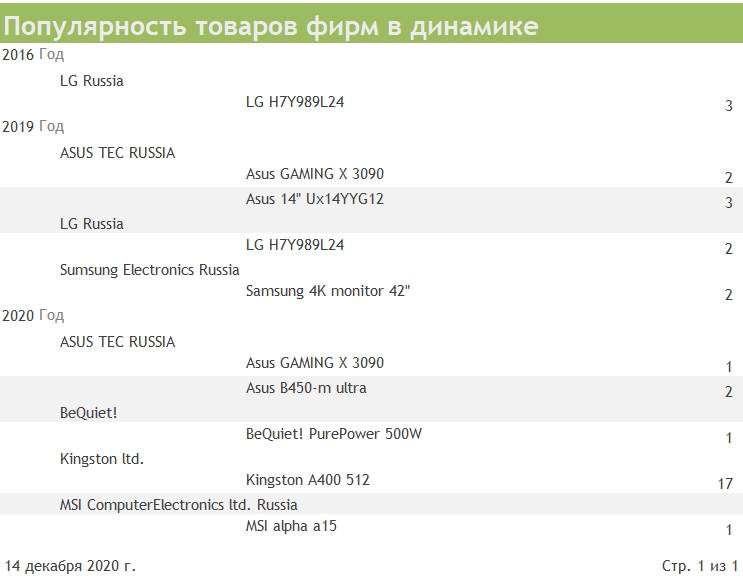 Популярность товаров фирм в динамике
2016 Год
LG Russia
LG H7Y989L24 3
2019 Год
ASUS TEC RUSSIA
Asus GAMING X 3090 2
Asus 14" Ux14YYG12 3
LG Russia
LG H7Y989L24 2
Sumsung Electronics Russia
Samsung 4K monitor 42" 2
2020 Год
ASUS TEC RUSSIA
Asus GAMING X 3090 1
Asus B450-m ultra 2
BeQuiet!
BeQuiet! PurePower 500W 1
Kingston ltd.
Kingston A400 512 17
MSI ComputerElectronics ltd. Russia
MSI alpha a15 1
14 декабря 2020 г. Стр. 1 из 1